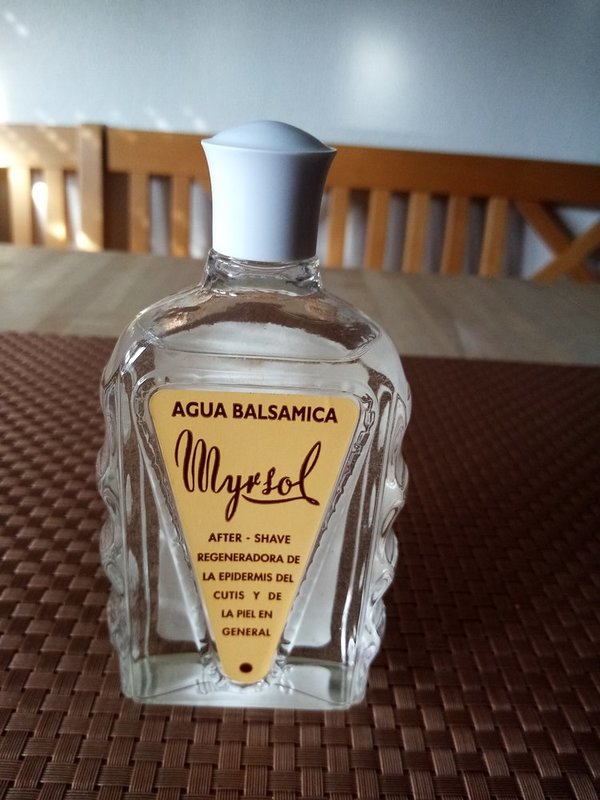 AGUA BALSAMICA
Myrsol
AFTER - SHAVE
REGENERADORA DE
LA EPIDERMIS DEL
CUTIS Y DE
LA PIEL EN
GENERAL